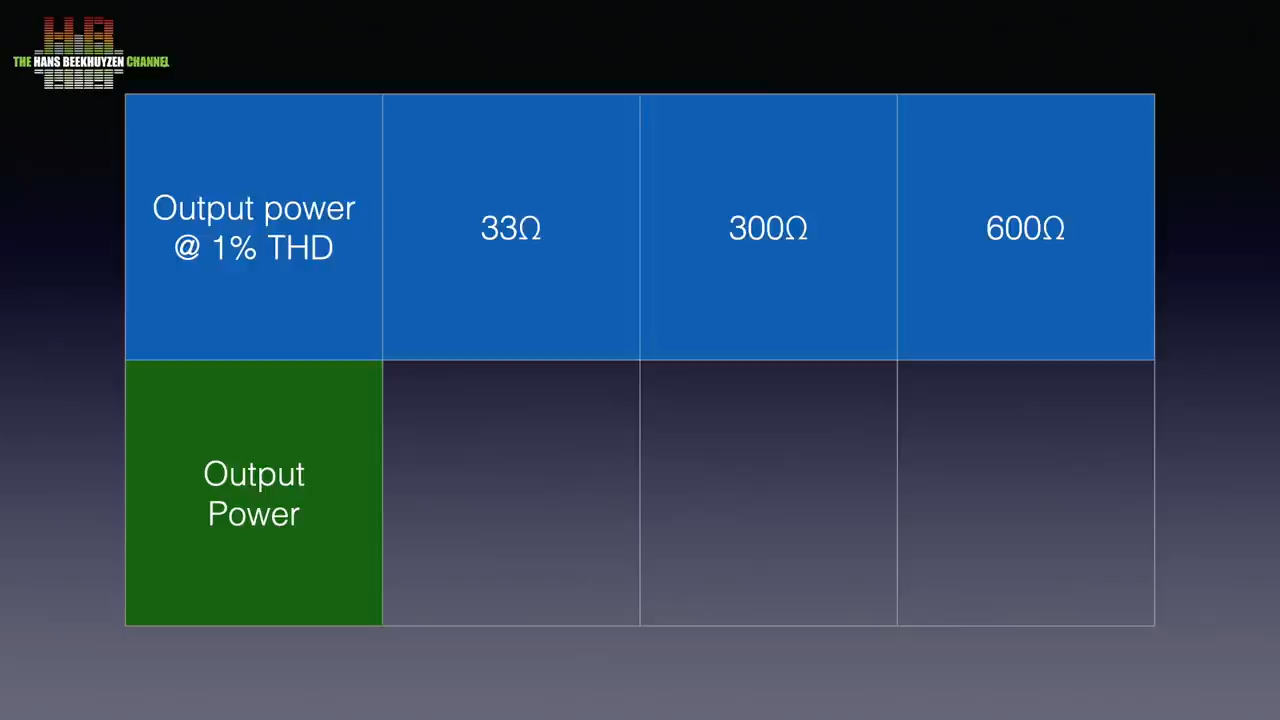 THE HANS BEEKHUYZEN CHANNEL
Output power
@ 1% THD
33Ω
300Ω
600Ω
Output
Power